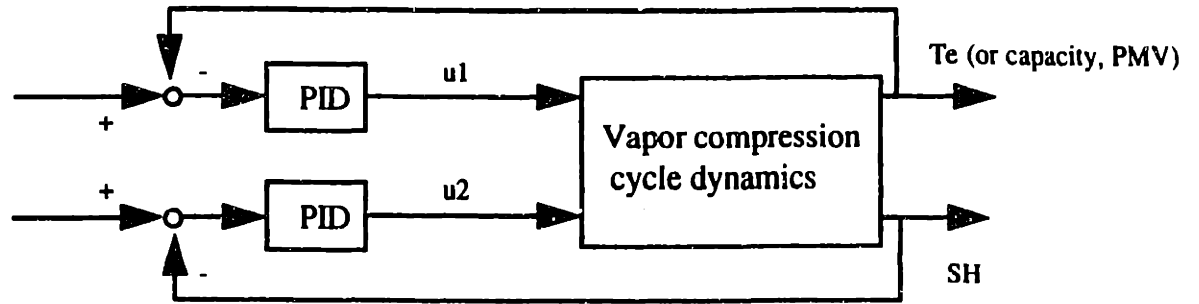 Te (or capacity, PMV)
-
PID
u1
+
Vapor compression
cycle dynamics
+
PID
u2
-
SH